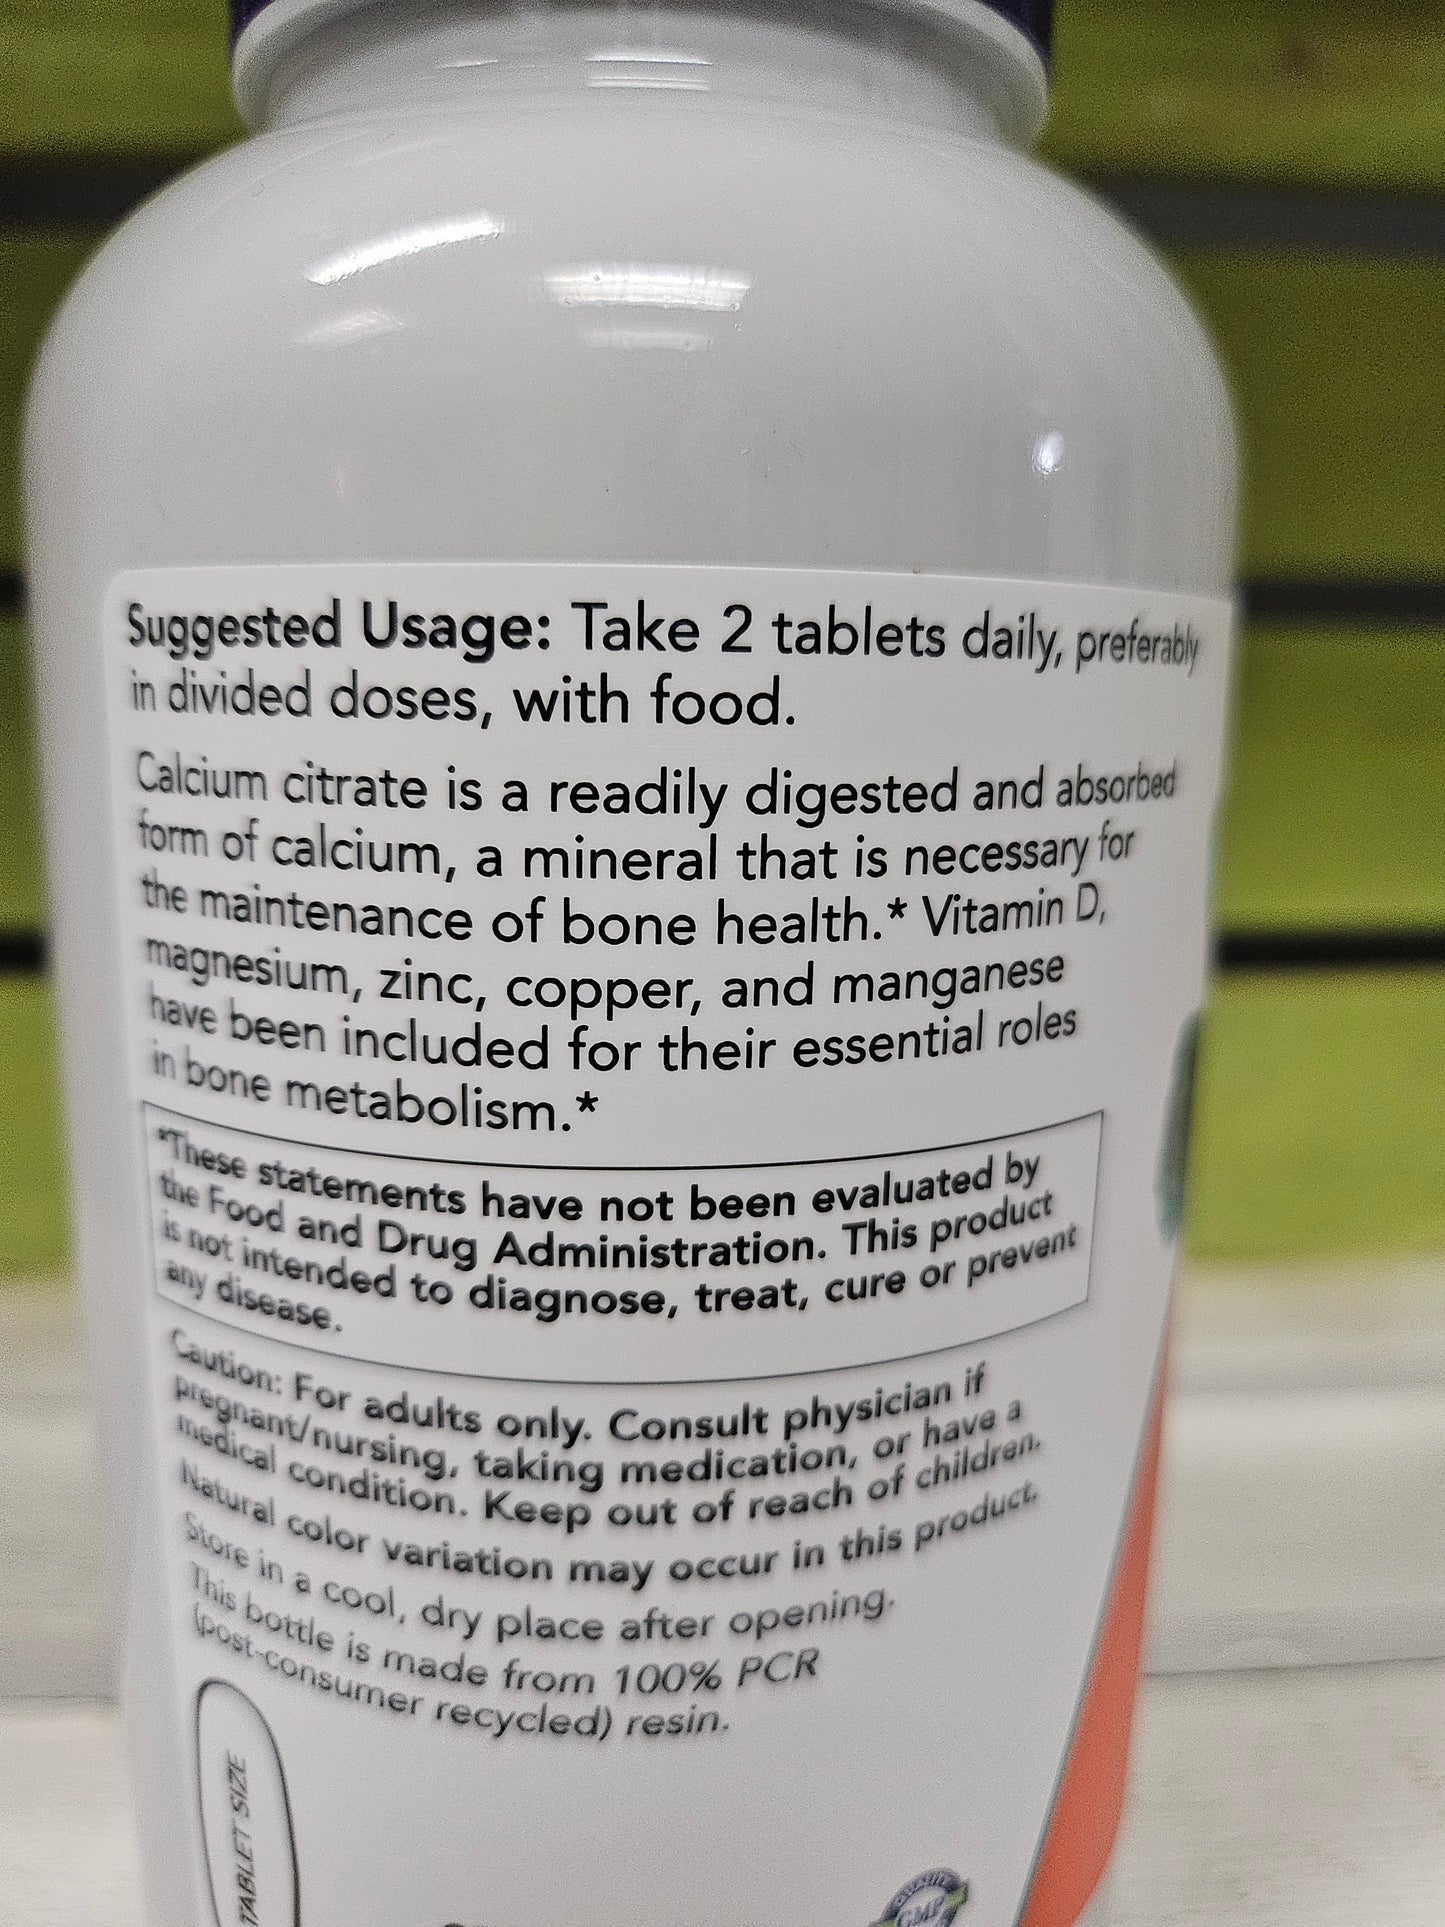 Suggested Usage: Take 2 tablets daily, preferably
in divided doses, with food.
Calcium citrate is a readily digested and absorbed
form of calcium, a mineral that is necessary for
the maintenance of bone health.* Vitamin D,
magnesium, zinc, copper, and manganese
have been included for their essential roles
in bone metabolism.*
*These statements have not been evaluated by
the Food and Drug Administration. This product
is not intended to diagnose, treat, cure or prevent
any disease.
Caution: For adults only. Consult physician if
pregnant/nursing, taking medication, or have a
medical condition. Keep out of reach of children.
Natural color variation may occur in this product.
Store in a cool, dry place after opening.
This bottle is made from 100% PCR
(post-consumer recycled) resin.
TABLET SIZE
QUALITY
GMP